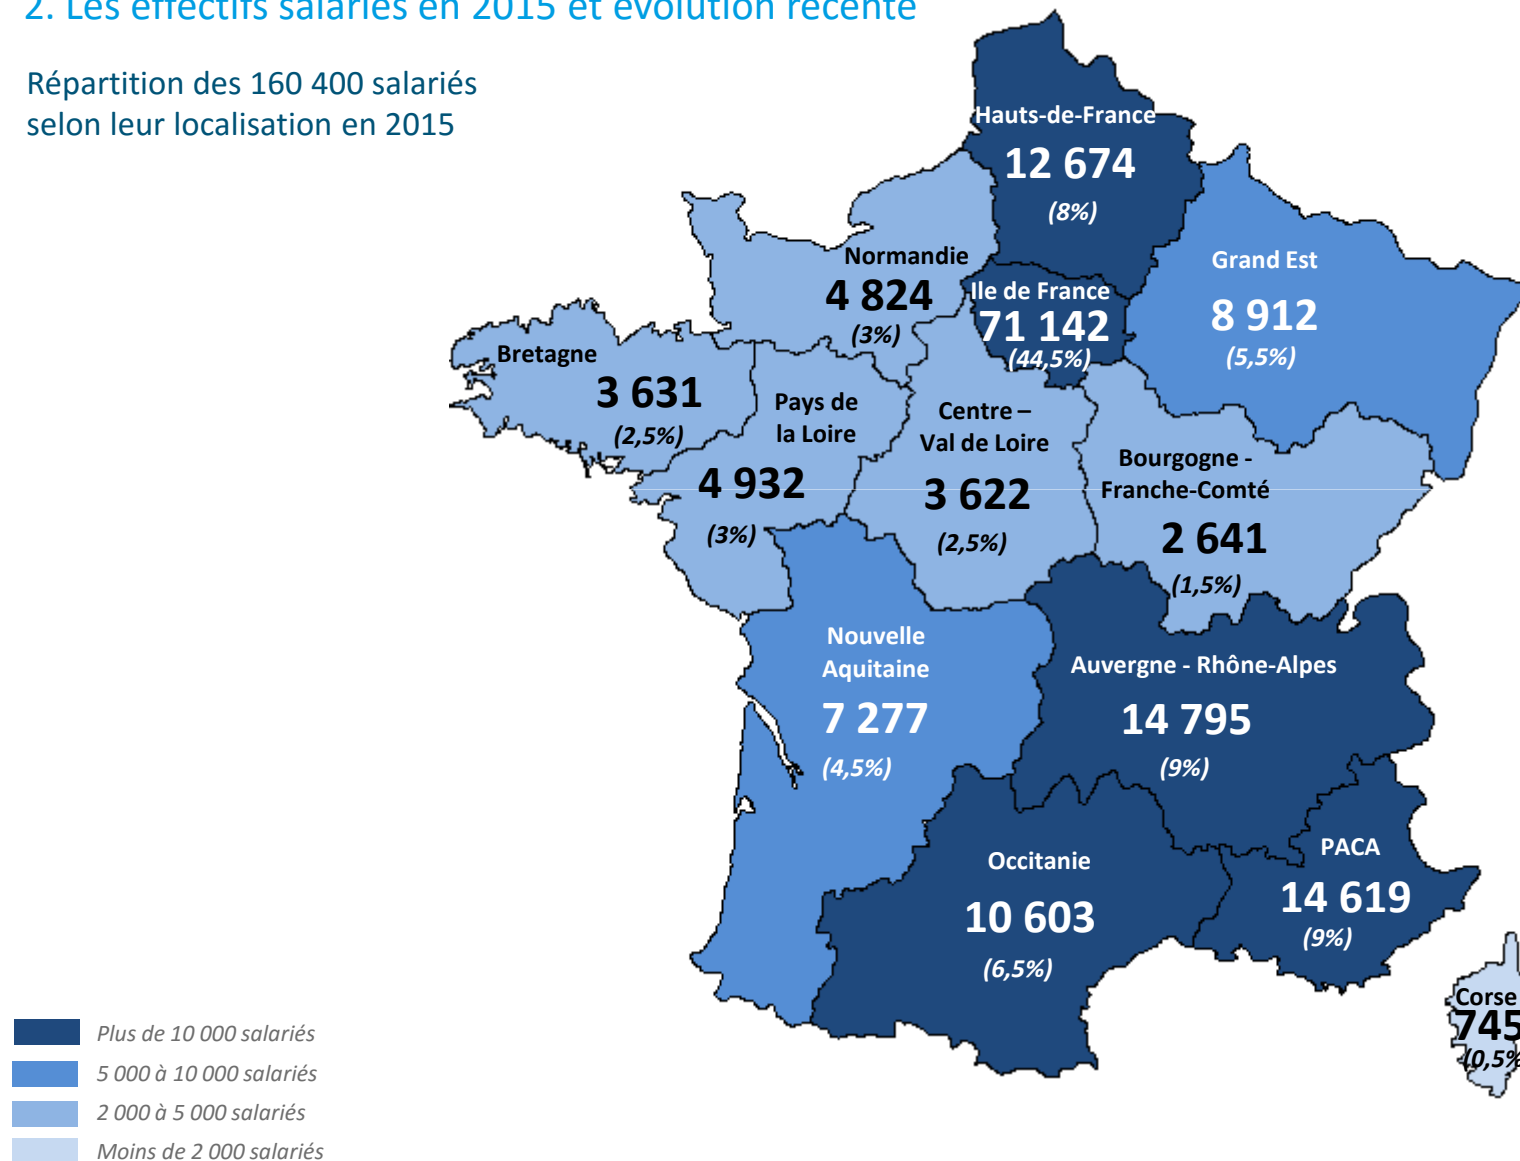 2. Les effectifs salariés en 2015 et évolution récente
Répartition des 160 400 salariés
selon leur localisation en 2015
Hauts-de-France
12 674
(8%)
Normandie
4 824
(3%)
Ile de France
71 142
(44,5%)
Grand Est
8 912
(5,5%)
Bretagne
3 631
(2,5%)
Pays de
la Loire
4 932
(3%)
Centre –
Val de Loire
3 622
(2,5%)
Bourgogne -
Franche-Comté
2 641
(1,5%)
Nouvelle
Aquitaine
7 277
(4,5%)
Auvergne - Rhône-Alpes
14 795
(9%)
Occitanie
10 603
(6,5%)
PACA
14 619
(9%)
Corse
745
(0,5%
Plus de 10 000 salariés
5 000 à 10 000 salariés
2 000 à 5 000 salariés
Moins de 2 000 salariés